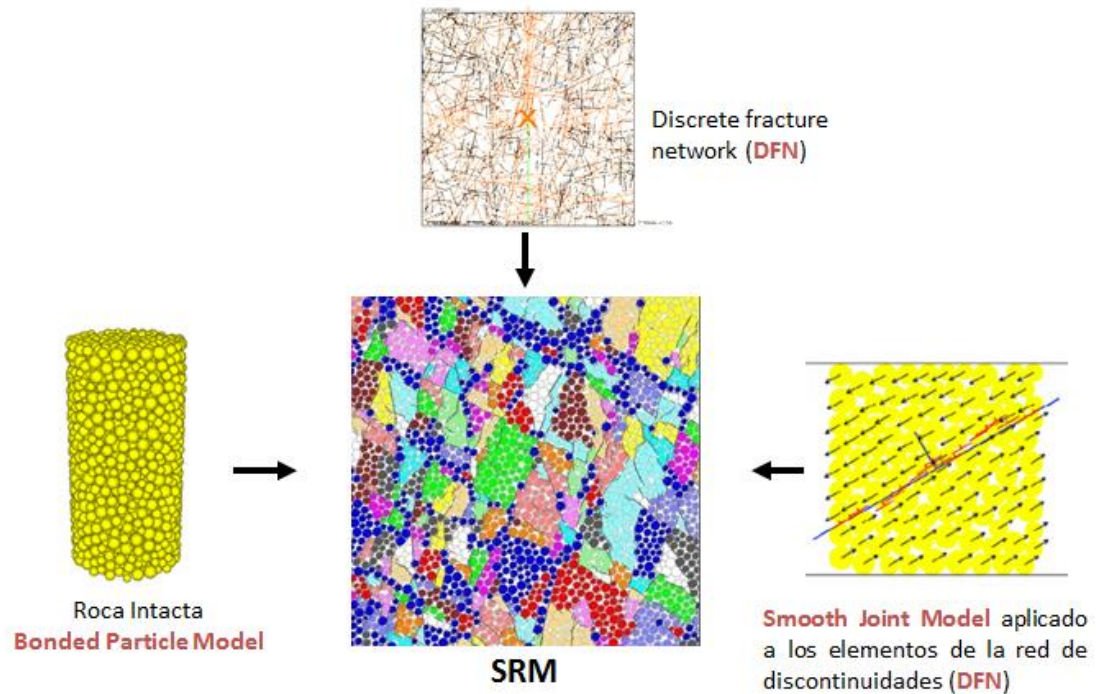 Discrete fracture
network (DFN)
Roca Intacta
Bonded Particle Model
SRM
Smooth Joint Model aplicado
a los elementos de la red de
discontinuidades (DFN)